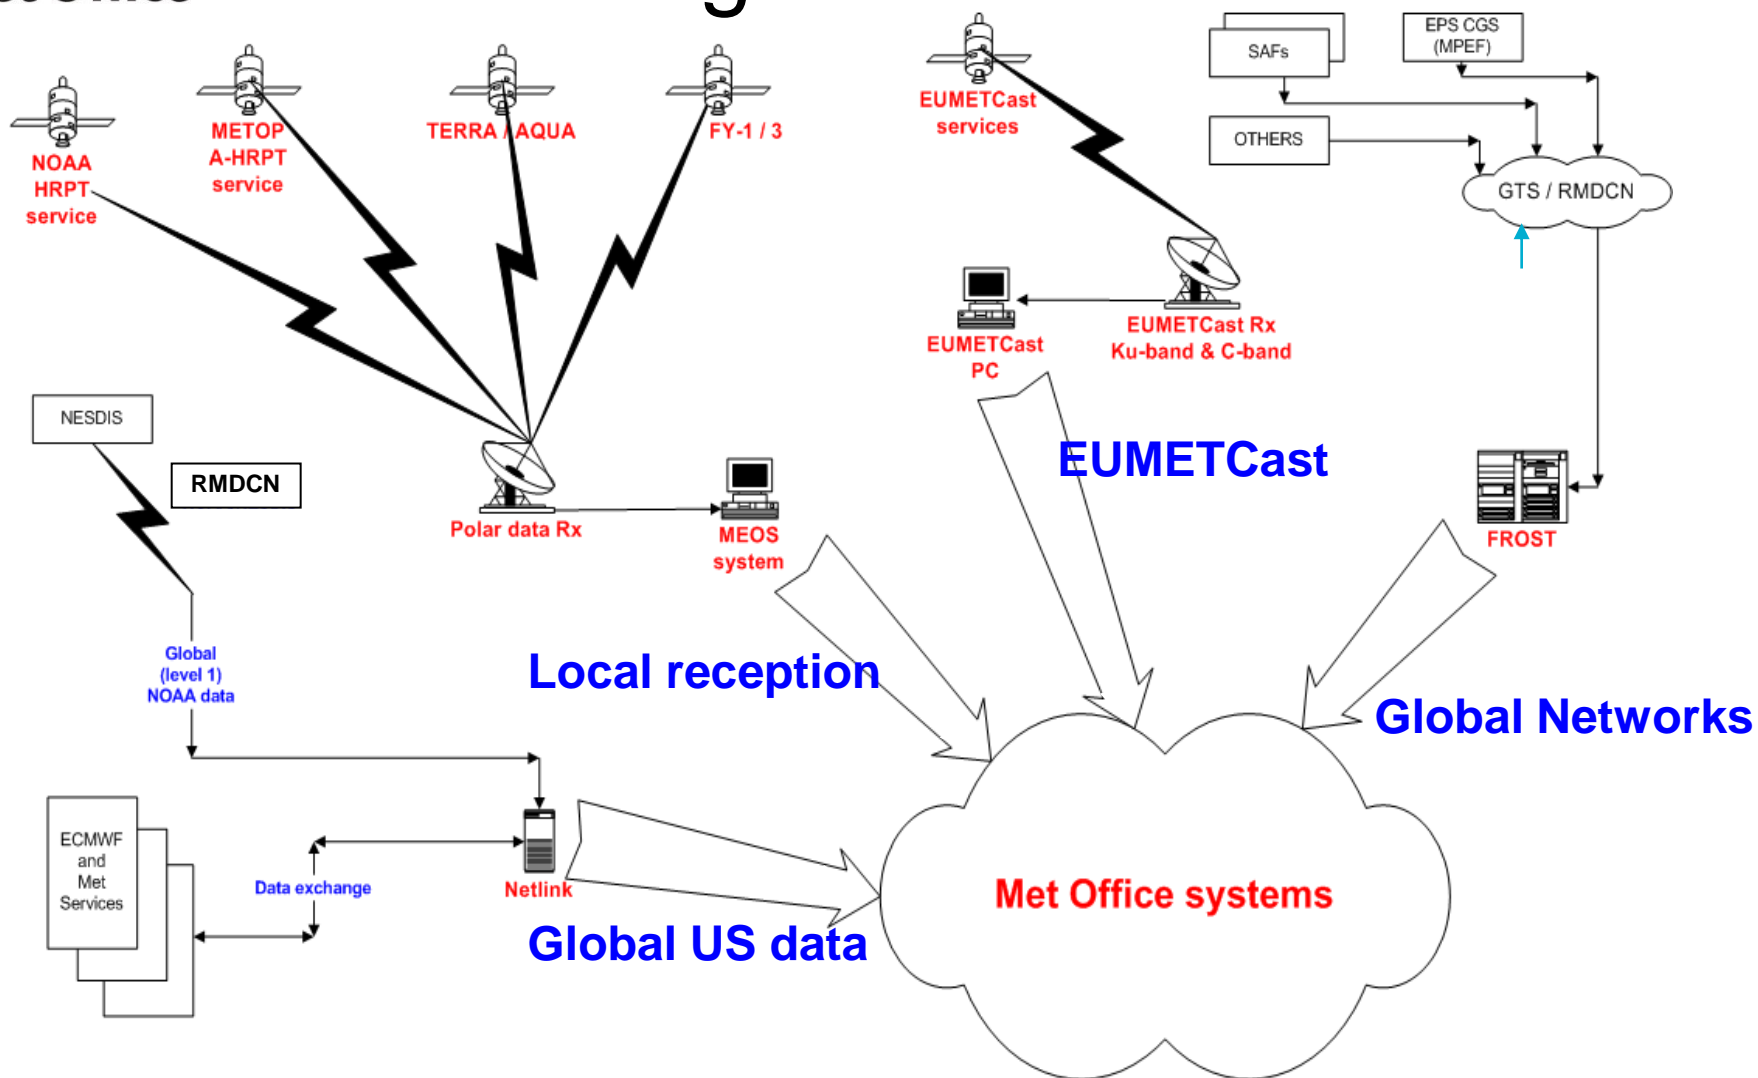 EPS CGS
(MPEF)
SAFs
OTHERS
GTS / RMDCN
EUMETCast
services
NOAA
HRPT
service
METOP
A-HRPT
service
TERRA / AQUA
FY-1 / 3
EUMETCast Rx
Ku-band & C-band
EUMETCast
PC
NESDIS
RMDCN
EUMETCast
Polar data Rx
MEOS
system
FROST
Global
(level 1)
NOAA data
Local reception
Global Networks
ECMWF
and
Met
Services
Data exchange
Netlink
Met Office systems
Global US data